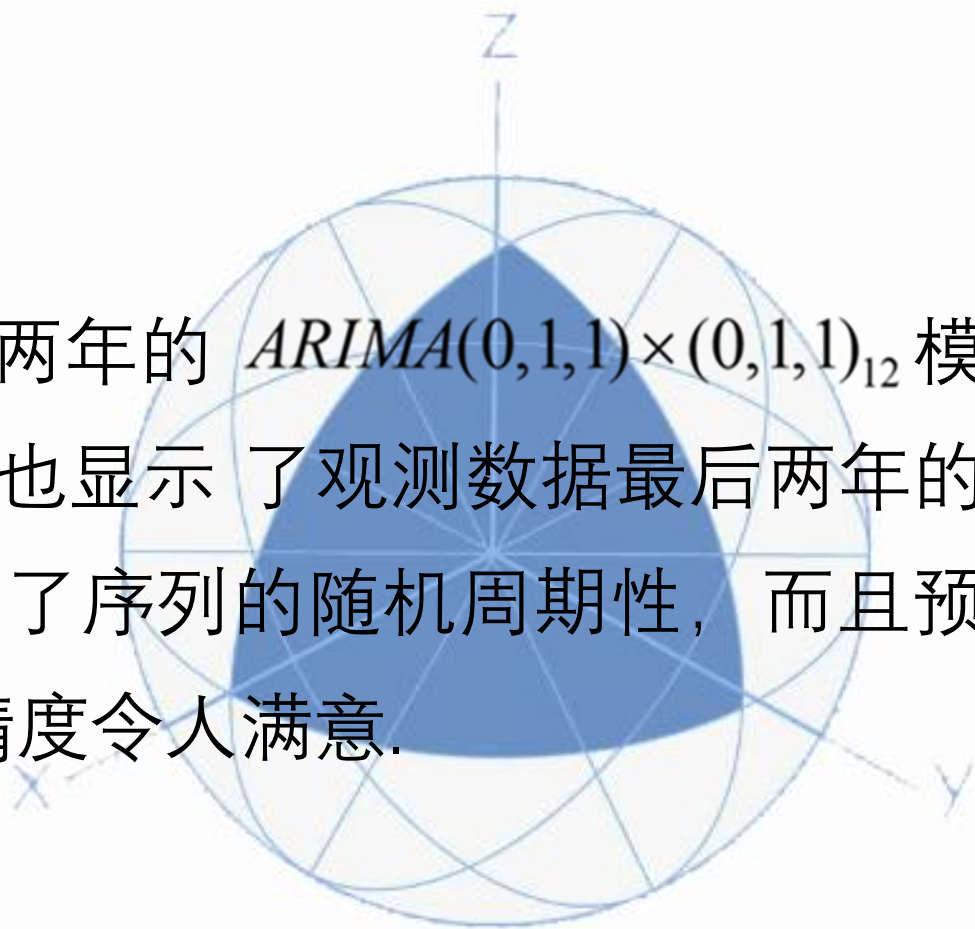 Z
两年的 ARIMA(0,1,1)×(0,1,1)₁₂ 模
也显示 了观测数据最后两年的
了序列的随机周期性，而且预
精度令人满意.
X
Y